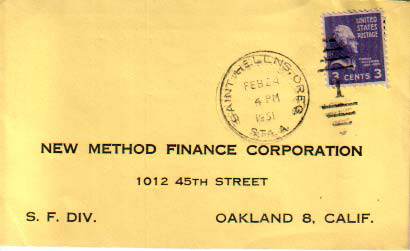 UNITED
STATES
POSTAGE
3 CENTS 3
SAINT HELENS, OREG.
FEB 24
4 PM
1951
STA. A
NEW METHOD FINANCE CORPORATION
1012 45TH STREET
S. F. DIV. OAKLAND 8, CALIF.